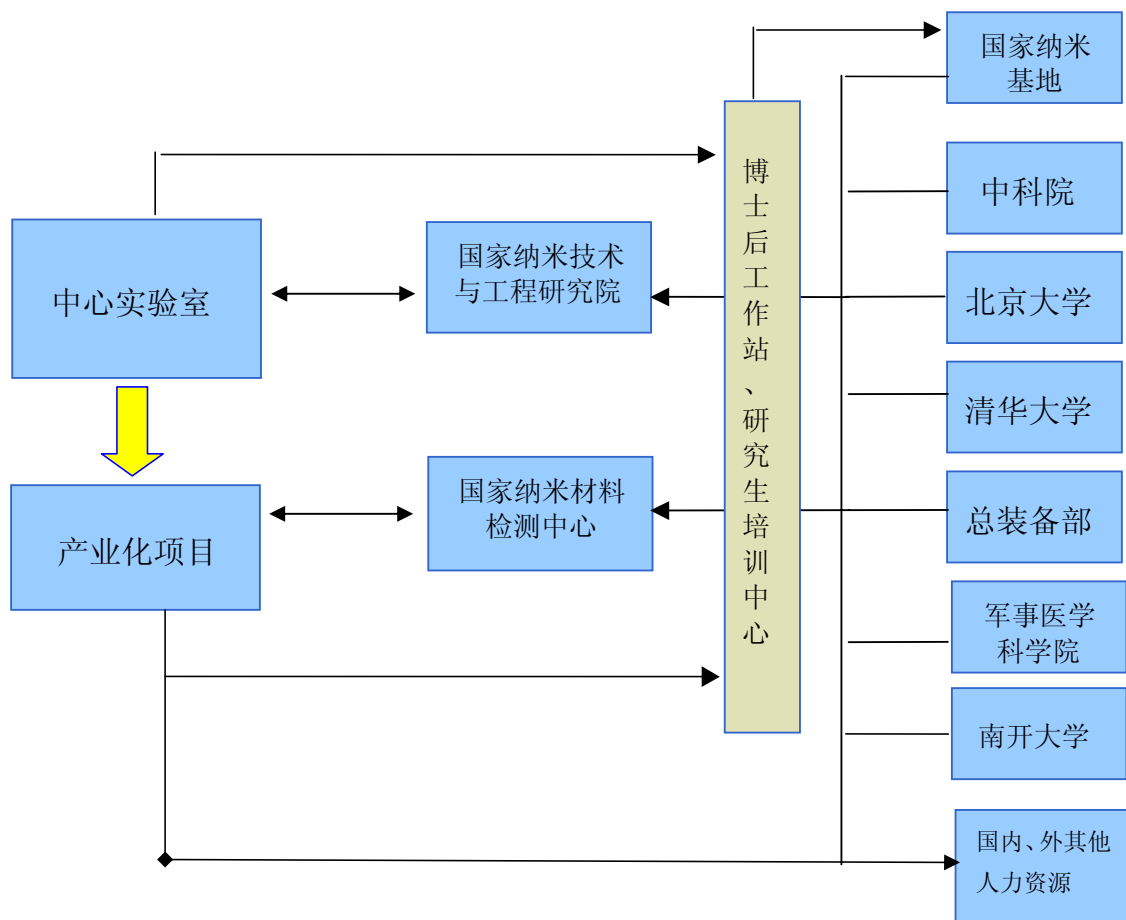 国家纳米
基地
中科院
北京大学
清华大学
总装备部
军事医学
科学院
南开大学
国内、外其他
人力资源
博士后工作站、研究生培训中心
国家纳米技术
与工程研究院
国家纳米材料
检测中心
中心实验室
产业化项目